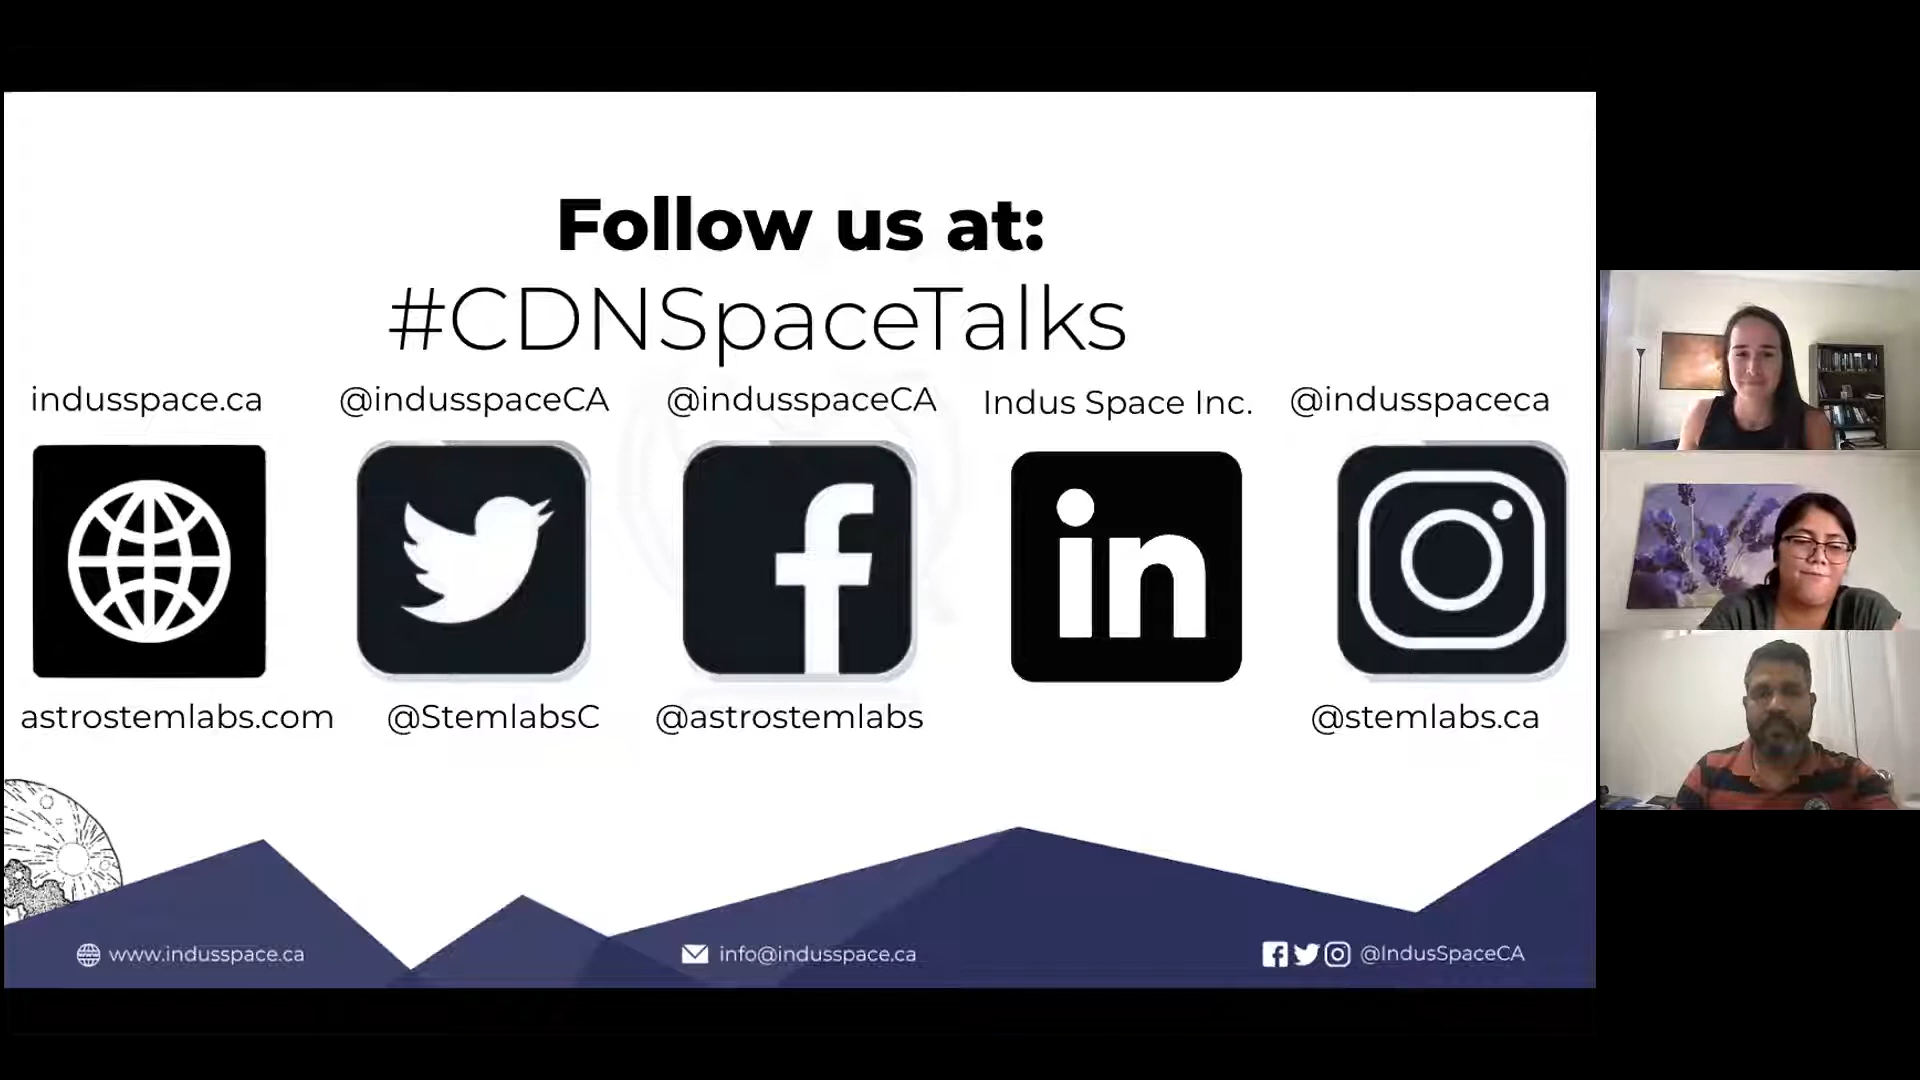 Follow us at:
#CDNSpaceTalks
indusspace.ca @indusspaceCA @indusspaceCA Indus Space Inc. @indusspaceca
astrostemlabs.com @StemlabsC @astrostemlabs @stemlabs.ca
www.indusspace.ca info@indusspace.ca @IndusSpaceCA